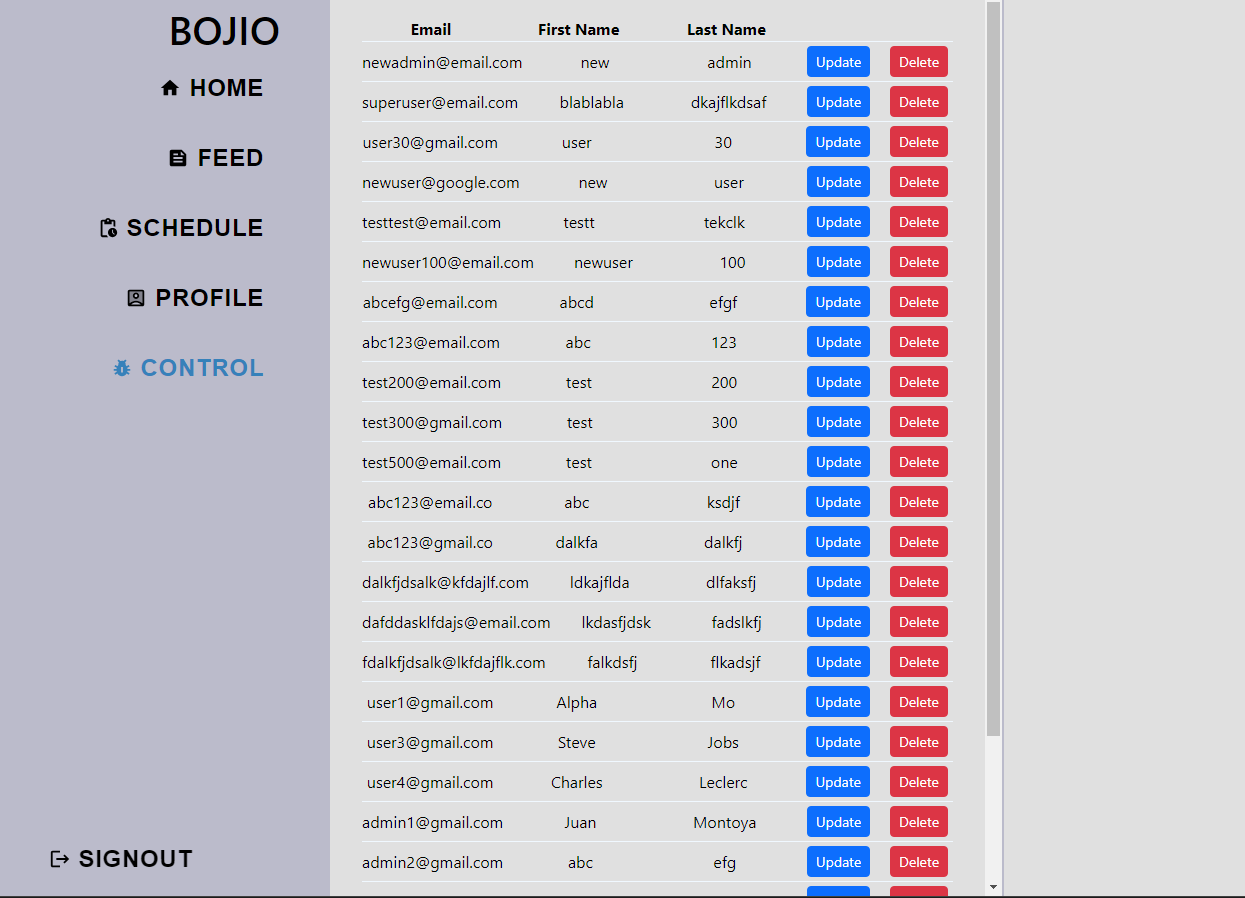 BOJIO
HOME
FEED
SCHEDULE
PROFILE
CONTROL
SIGNOUT
Email First Name Last Name
newadmin@email.com new admin Update Delete
superuser@email.com blablabla dkajflkdsaf Update Delete
user30@gmail.com user 30 Update Delete
newuser@google.com new user Update Delete
testtest@email.com testt tekclk Update Delete
newuser100@email.com newuser 100 Update Delete
abcefg@email.com abcd efgf Update Delete
abc123@email.com abc 123 Update Delete
test200@email.com test 200 Update Delete
test300@gmail.com test 300 Update Delete
test500@email.com test one Update Delete
abc123@email.co abc ksdjf Update Delete
abc123@gmail.co dalkfa dalkfj Update Delete
dalkfjdsalk@kfdajlf.com ldkajflda dlfaksfj Update Delete
dafddasklfdajs@email.com lkdasfjdsk fadslkfj Update Delete
fdalkfjdsalk@lkfdajflk.com falkdsfj flkadsjf Update Delete
user1@gmail.com Alpha Mo Update Delete
user3@gmail.com Steve Jobs Update Delete
user4@gmail.com Charles Leclerc Update Delete
admin1@gmail.com Juan Montoya Update Delete
admin2@gmail.com abc efg Update Delete